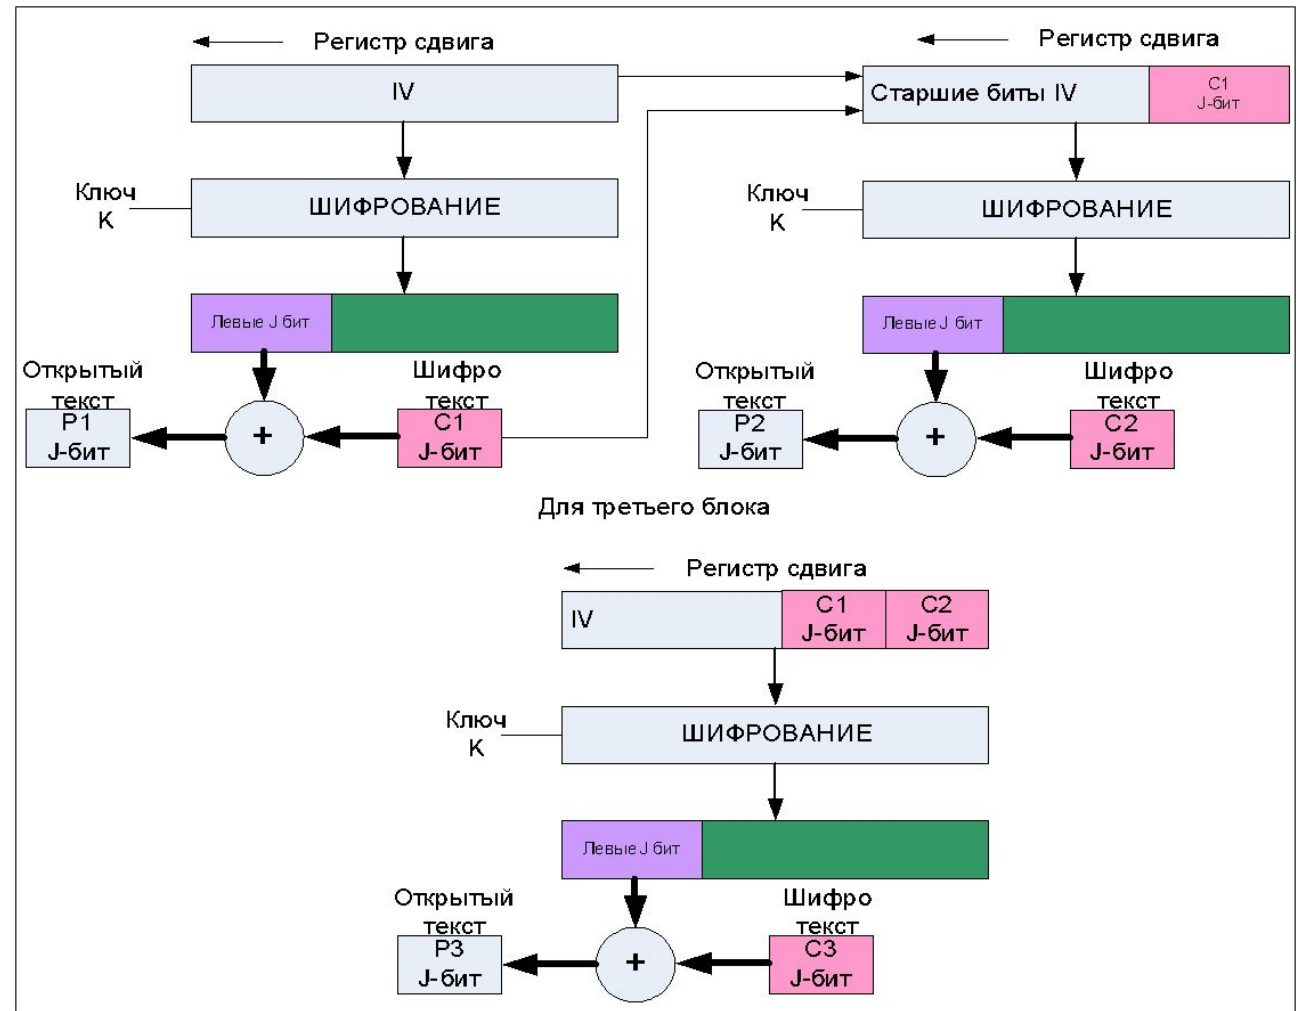 Регистр сдвига
IV
Ключ
K
ШИФРОВАНИЕ
Левые J бит
Открытый
текст
P1
J-бит
+
Шифро
текст
C1
J-бит
Регистр сдвига
Старшие биты IV
C1
J-бит
Ключ
K
ШИФРОВАНИЕ
Левые J бит
Открытый
текст
P2
J-бит
+
Шифро
текст
C2
J-бит
Для третьего блока
Регистр сдвига
IV
C1
J-бит
C2
J-бит
Ключ
K
ШИФРОВАНИЕ
Левые J бит
Открытый
текст
P3
J-бит
+
Шифро
текст
C3
J-бит